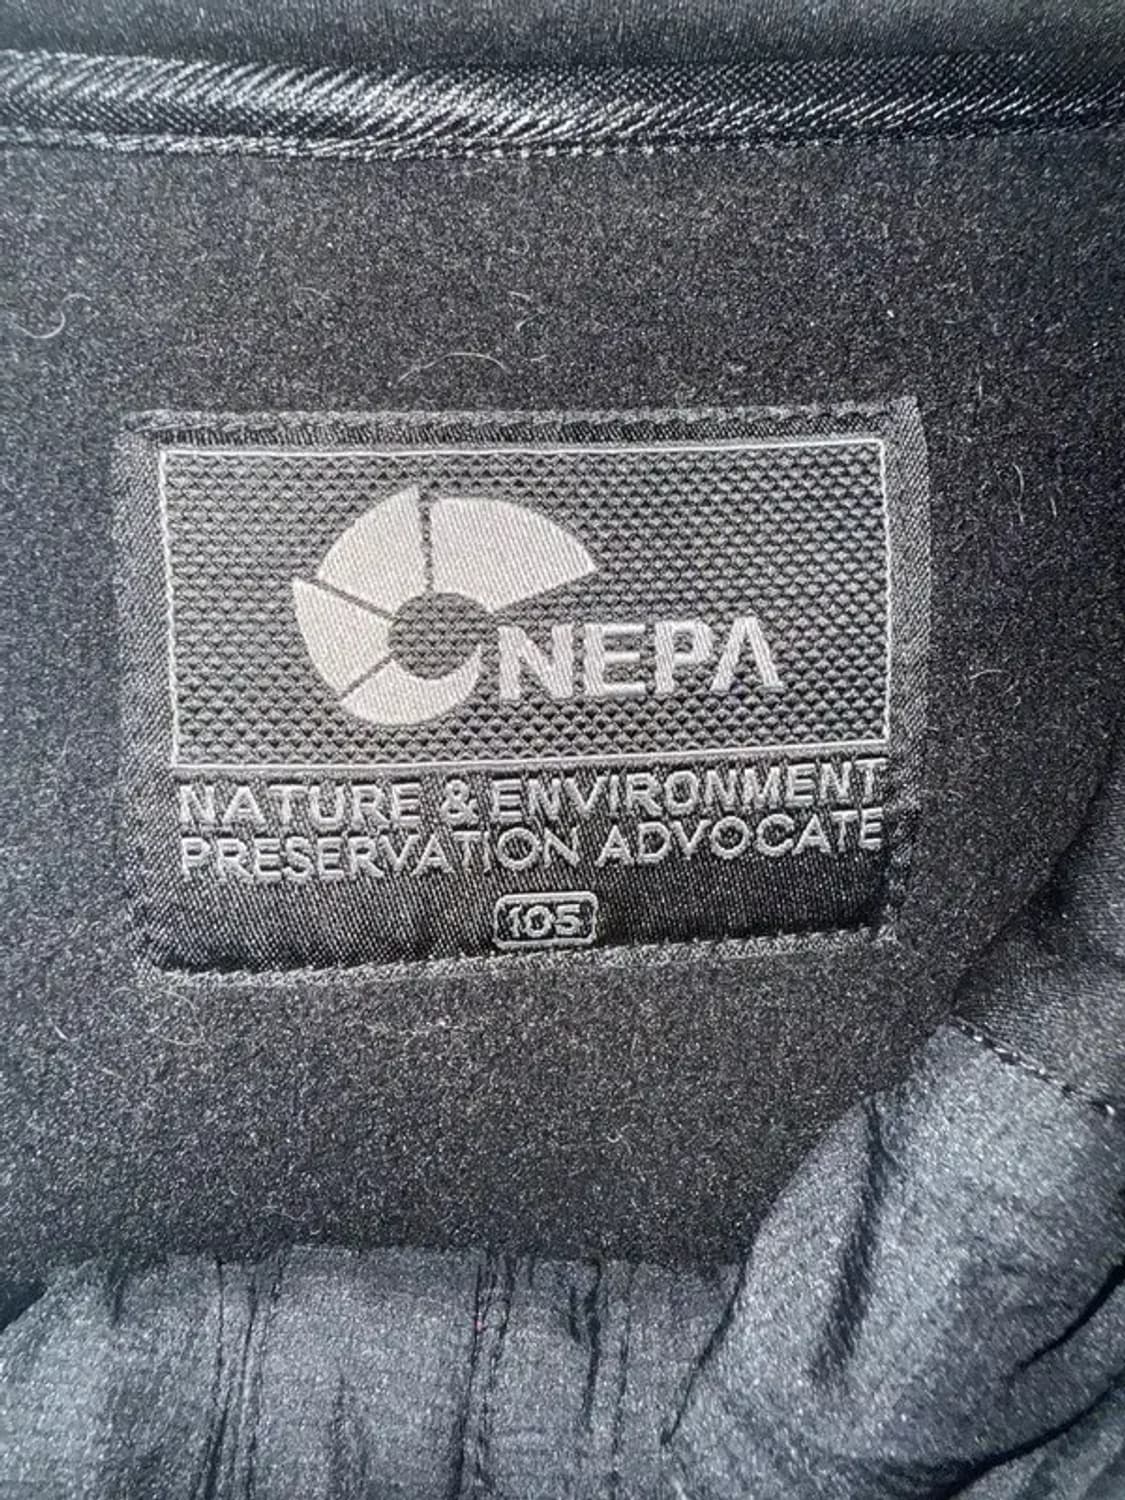 NEPA
NATURE & ENVIRONMENT
PRESERVATION ADVOCATE
105